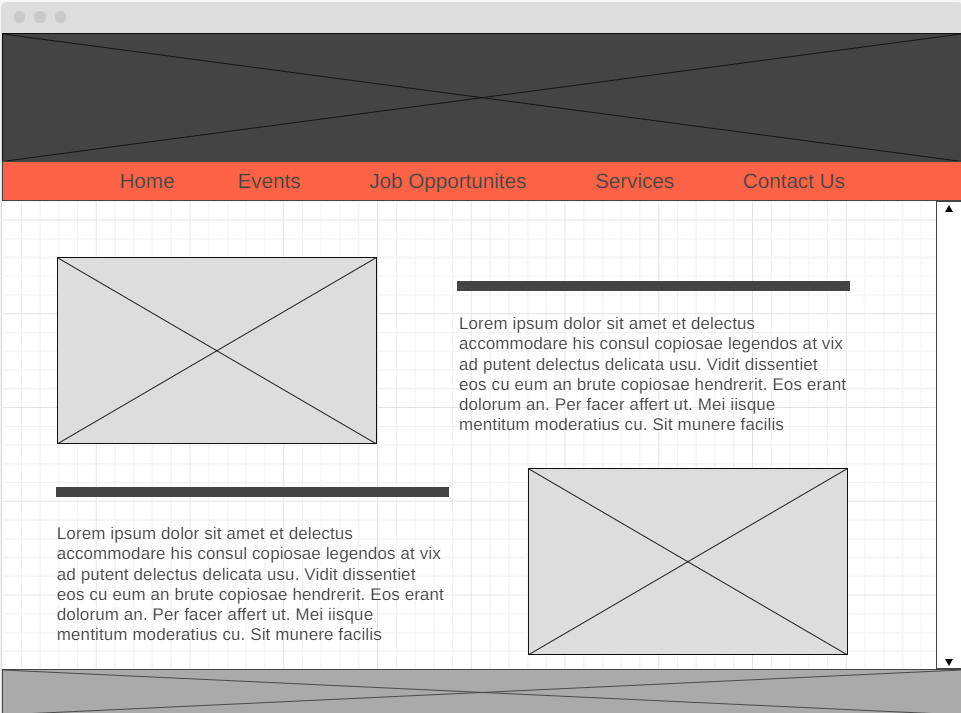 Home Events Job Opportunites Services Contact Us
Lorem ipsum dolor sit amet et delectus
accommodare his consul copiosae legendos at vix
ad putent delectus delicata usu. Vidit dissentiet
eos cu eum an brute copiosae hendrerit. Eos erant
dolorum an. Per facer affert ut. Mei iisque
mentitum moderatius cu. Sit munere facilis
Lorem ipsum dolor sit amet et delectus
accommodare his consul copiosae legendos at vix
ad putent delectus delicata usu. Vidit dissentiet
eos cu eum an brute copiosae hendrerit. Eos erant
dolorum an. Per facer affert ut. Mei iisque
mentitum moderatius cu. Sit munere facilis